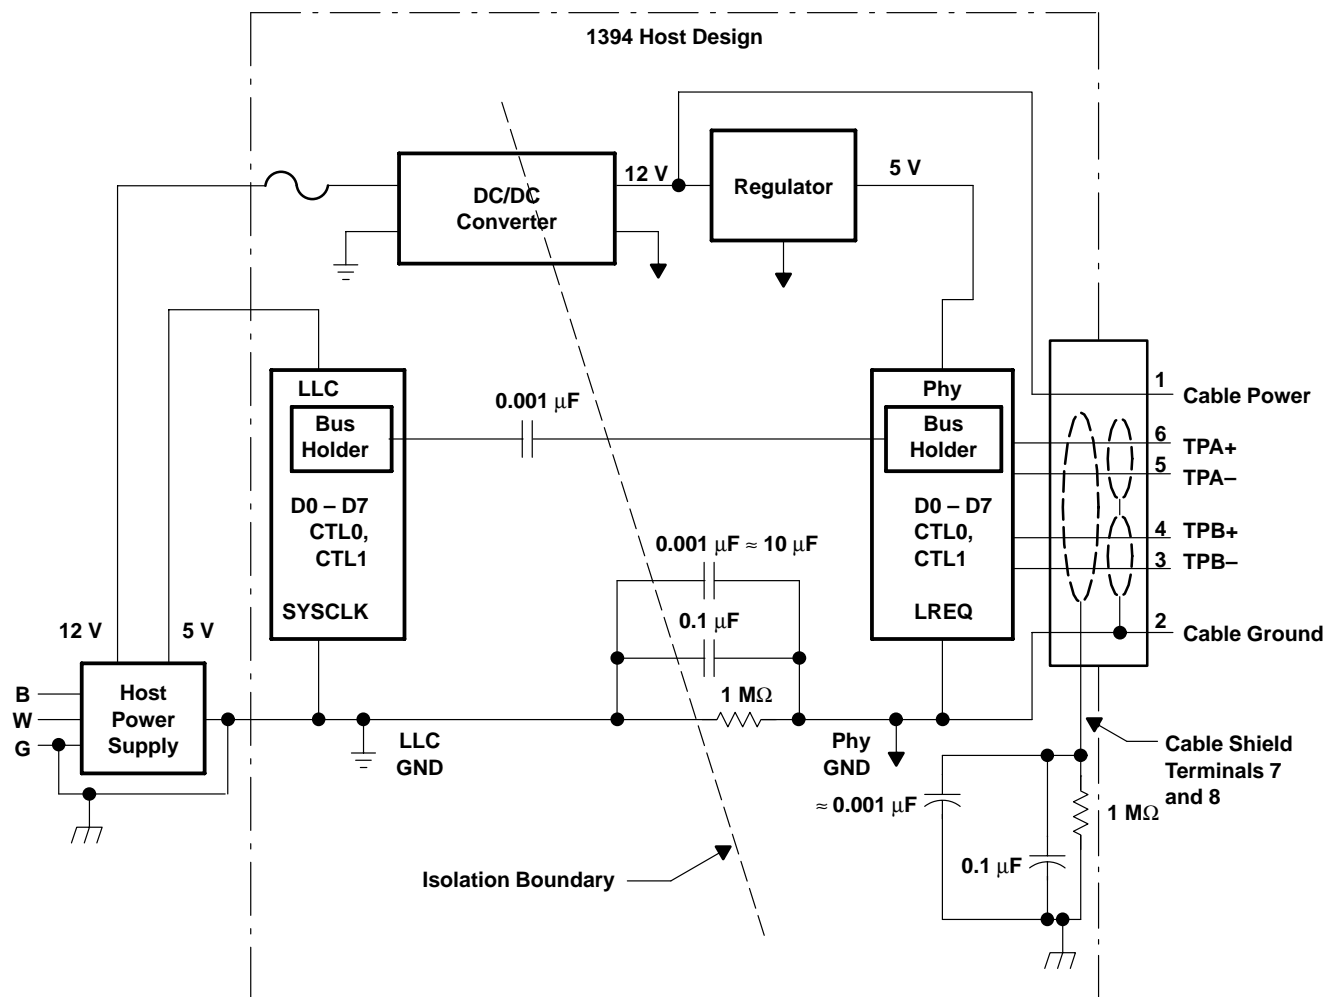 1394 Host Design
DC/DC
Converter
12 V
Regulator
5 V
LLC
Bus
Holder
D0 – D7
CTL0,
CTL1
SYSCLK
0.001 μF
Phy
Bus
Holder
D0 – D7
CTL0,
CTL1
LREQ
1
Cable Power
6
TPA+
5
TPA–
4
TPB+
3
TPB–
2
Cable Ground
0.001 μF ≈ 10 μF
0.1 μF
1 MΩ
12 V
5 V
B
W
G
Host
Power
Supply
LLC
GND
Phy
GND
Cable Shield
Terminals 7
and 8
≈ 0.001 μF
1 MΩ
0.1 μF
Isolation Boundary